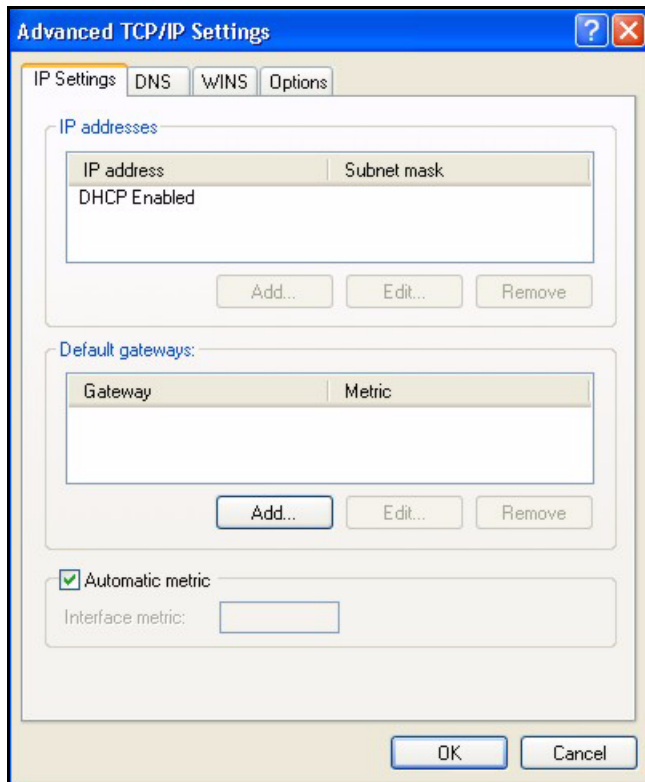 Advanced TCP/IP Settings
IP Settings DNS WINS Options
IP addresses
IP address Subnet mask
DHCP Enabled
Add... Edit... Remove
Default gateways:
Gateway Metric
Add... Edit... Remove
Automatic metric
Interface metric:
OK Cancel